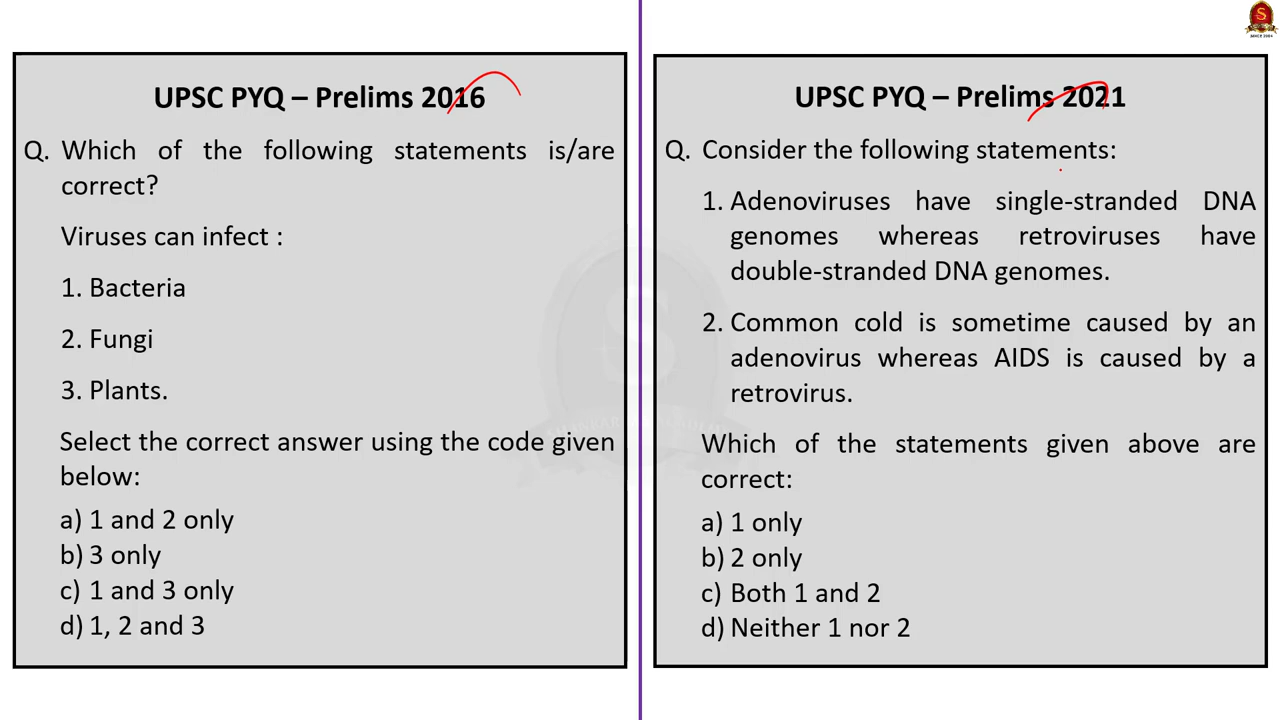 UPSC PYQ – Prelims 2016
Q. Which of the following statements is/are
correct?
Viruses can infect :
1. Bacteria
2. Fungi
3. Plants.
Select the correct answer using the code given
below:
a) 1 and 2 only
b) 3 only
c) 1 and 3 only
d) 1, 2 and 3
UPSC PYQ – Prelims 2021
Q. Consider the following statements:
1. Adenoviruses have single-stranded DNA
genomes whereas retroviruses have
double-stranded DNA genomes.
2. Common cold is sometime caused by an
adenovirus whereas AIDS is caused by a
retrovirus.
Which of the statements given above are
correct:
a) 1 only
b) 2 only
c) Both 1 and 2
d) Neither 1 nor 2
S
SINCE 2004